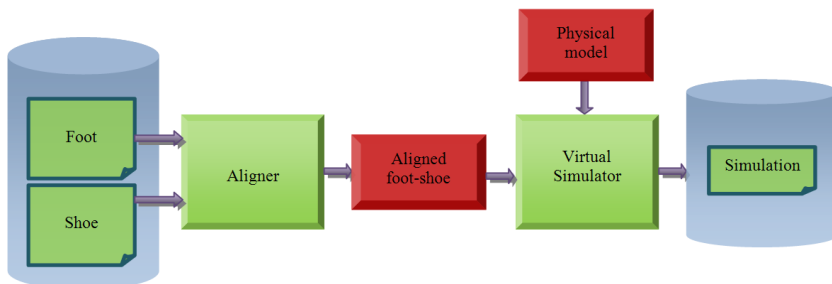 Foot
Shoe
Aligner
Aligned
foot-shoe
Physical
model
Virtual
Simulator
Simulation